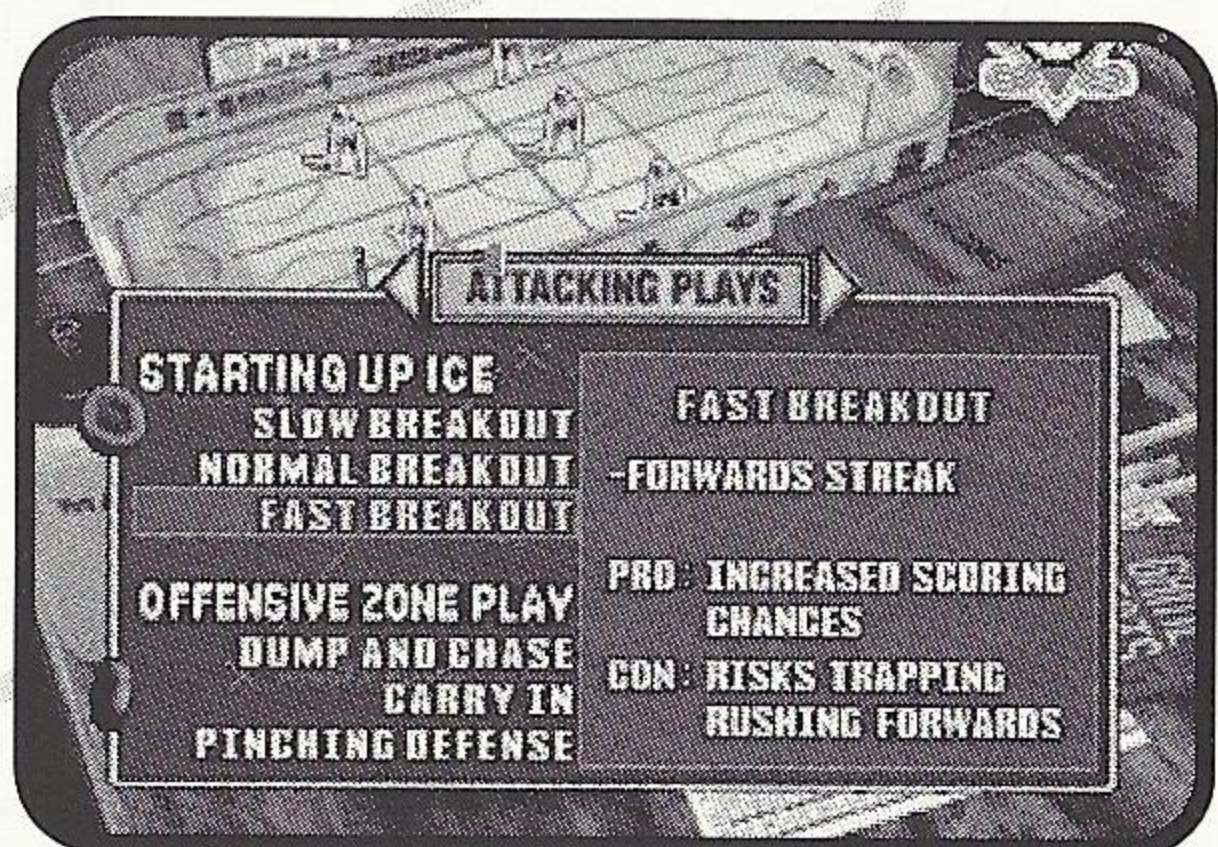 ATTACKING PLAYS
STARTING UP ICE
SLOW BREAKOUT
NORMAL BREAKOUT
FAST BREAKOUT
OFFENSIVE ZONE PLAY
DUMP AND CHASE
CARRY IN
PINCHING DEFENSE
FAST BREAKOUT
-FORWARDS STREAK
PRO: INCREASED SCORING
CHANCES
CON: RISKS TRAPPING
RUSHING FORWARDS